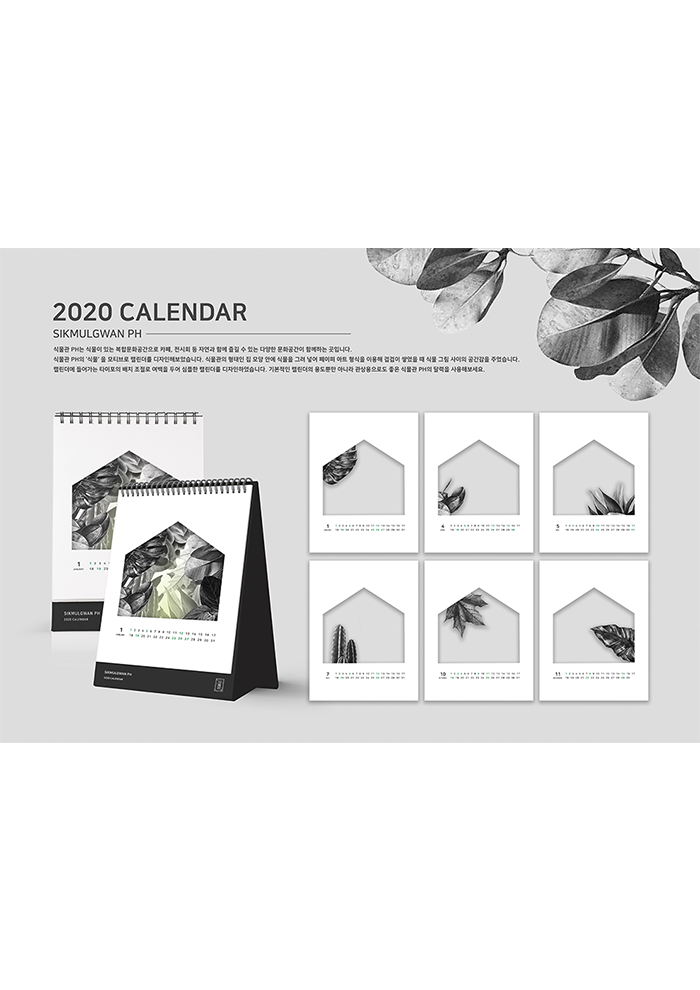 2020 CALENDAR
SIKMULGWAN PH
식물관 PH는 식물이 있는 복합문화공간으로 카페, 전시회 등 자연과 함께 즐길 수 있는 다양한 문화공간이 함께하는 곳입니다.
식물관 PH의 '식물' 을 모티브로 캘린더를 디자인해보았습니다. 식물관의 형태인 집 모양 안에 식물을 그려 넣어 페이퍼 아트 형식을 이용해 겹겹이 쌓였을 때 식물 그림 사이의 공간감을 주었습니다.
캘린더에 들어가는 타이포의 배치 조절로 여백을 두어 심플한 캘린더를 디자인하였습니다. 기본적인 캘린더의 용도뿐만 아니라 관상용으로도 좋은 식물관 PH의 달력을 사용해보세요.
1
SIKMULGWAN PH
2020 CALENDAR
1 1 2 3 4 5 6 7 8 9 10 11 12 13 14 15 16 17
JANUARY 18 19 20 21 22 23 24 25 26 27 28 29 30 31
SIKMULGWAN PH
2020 CALENDAR
1
4
5
7
10
11